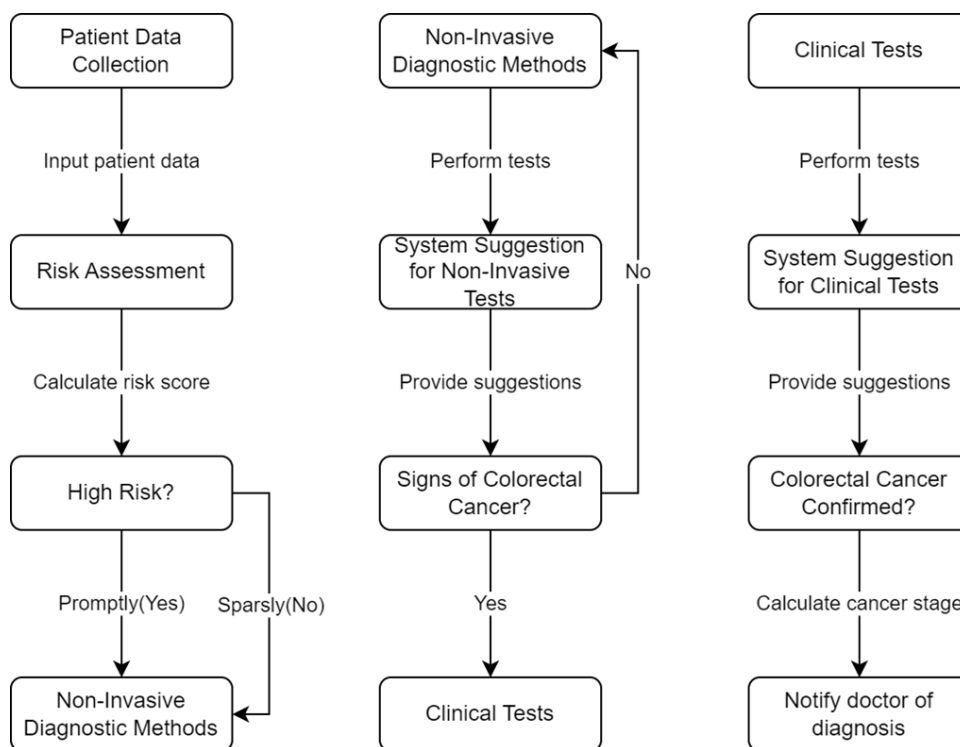 Patient Data
Collection
Input patient data
Risk Assessment
Calculate risk score
High Risk?
Promptly(Yes)
Sparsly(No)
Non-Invasive
Diagnostic Methods
Non-Invasive
Diagnostic Methods
Perform tests
System Suggestion
for Non-Invasive
Tests
No
Provide suggestions
Signs of Colorectal
Cancer?
Yes
Clinical Tests
Clinical Tests
Perform tests
System Suggestion
for Clinical Tests
Provide suggestions
Colorectal Cancer
Confirmed?
Calculate cancer stage
Notify doctor of
diagnosis